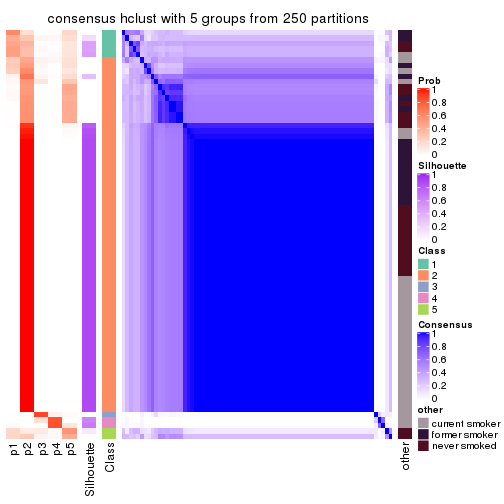 consensus hclust with 5 groups from 250 partitions
Prob
1
0.8
0.6
0.4
0.2
0
Silhouette
1
0.8
0.6
0.4
0.2
0
Class
1
2
3
4
5
Consensus
1
0.8
0.6
0.4
0.2
0
other
current smoker
former smoker
never smoked
p1
p2
p3
p4
p5
Silhouette
Class
other